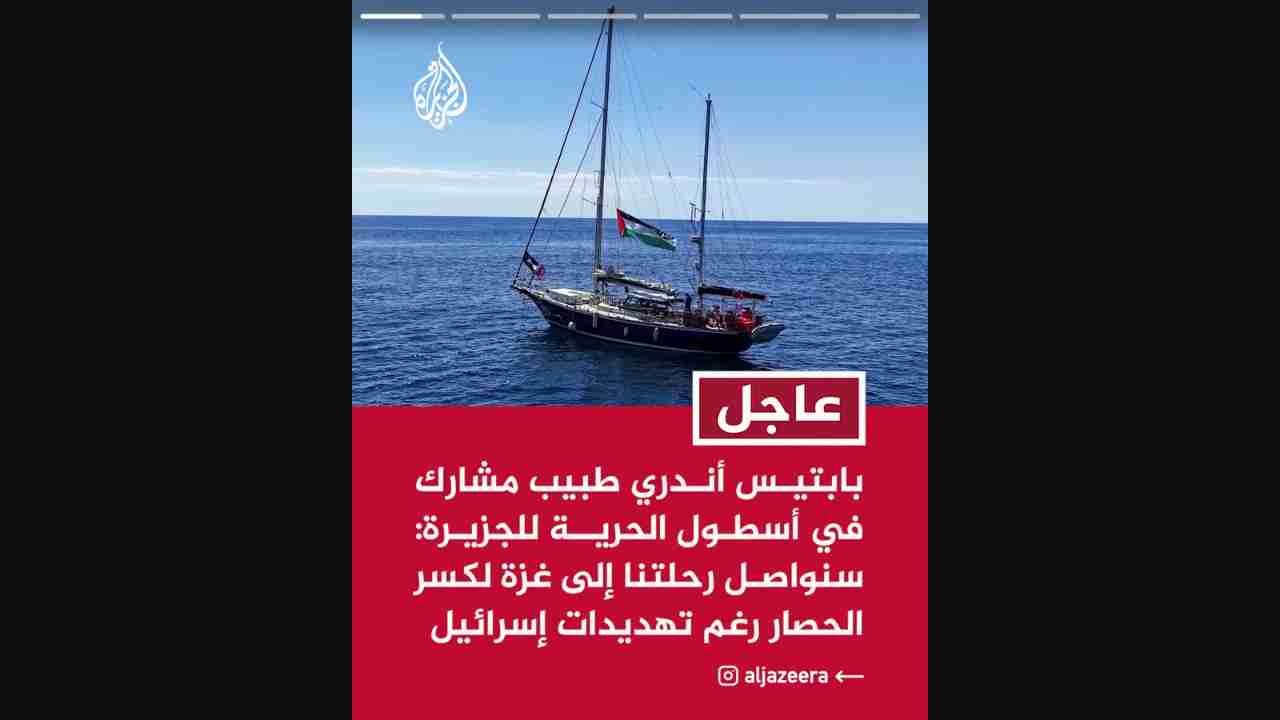 الجزيرة
عاجل
بابتيس أندري طبيب مشارك
في أسطول الحرية للجزيرة:
سنواصل رحلتنا إلى غزة لكسر
الحصار رغم تهديدات إسرائيل
aljazeera